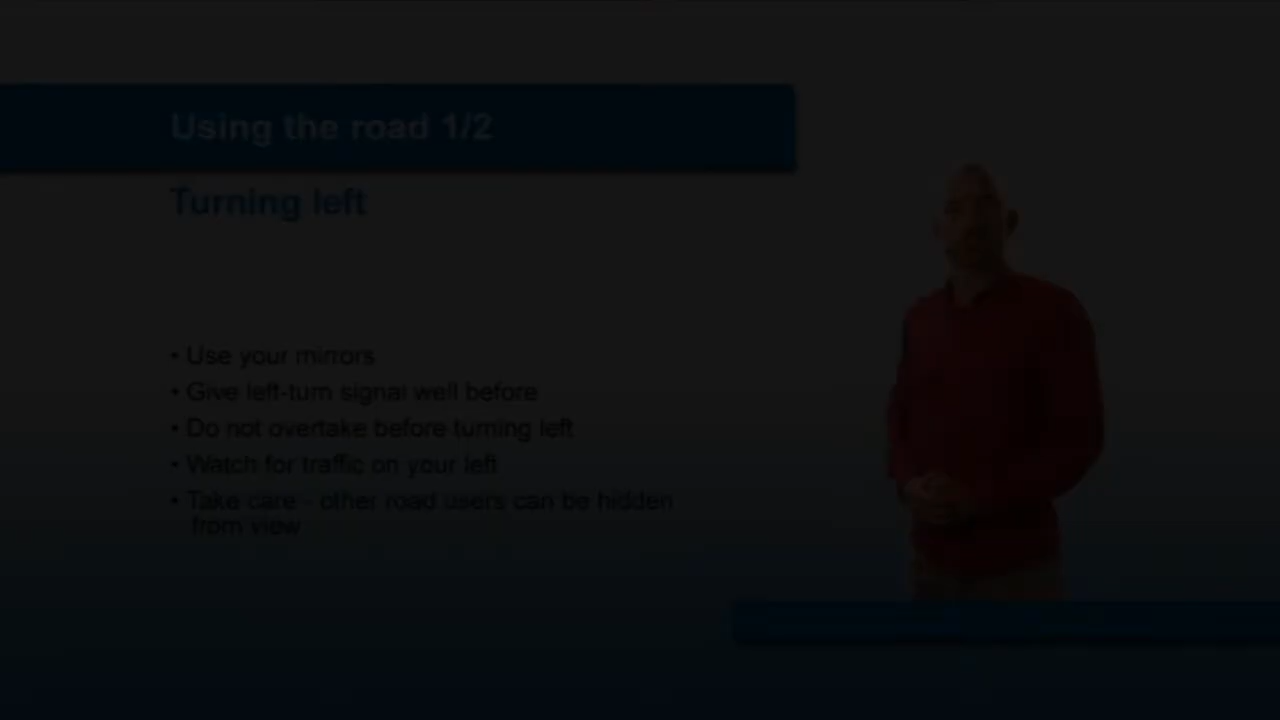 Using the road 1/2
Turning left
• Use your mirrors
• Give left-turn signal well before
• Do not overtake before turning left
• Watch for traffic on your left
• Take care - other road users can be hidden
from view